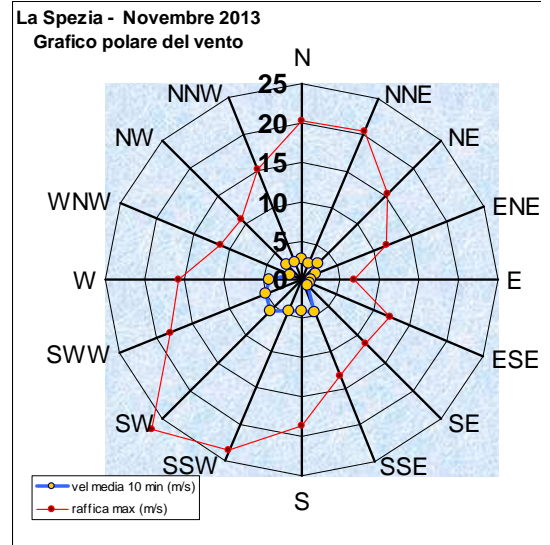 La Spezia - Novembre 2013
Grafico polare del vento
N
NNW
NNE
NW
NE
WNW
ENE
W
E
SWW
ESE
SW
SE
SSW
SSE
S
25
20
15
10
5
0
vel media 10 min (m/s)
raffica max (m/s)